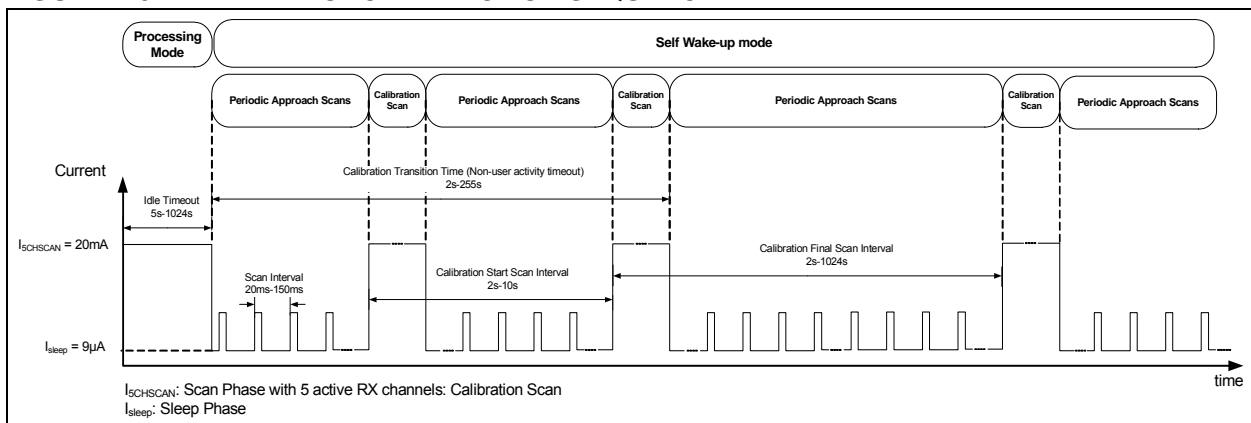 Processing
Mode
Self Wake-up mode
Periodic Approach Scans
Calibration
Scan
Periodic Approach Scans
Calibration
Scan
Periodic Approach Scans
Calibration
Scan
Periodic Approach Scans
Current
Calibration Transition Time (Non-user activity timeout)
2s-255s
Idle Timeout
5s-1024s
I5CHSCAN = 20mA
Scan Interval
20ms-150ms
Calibration Start Scan Interval
2s-10s
Calibration Final Scan Interval
2s-1024s
Isleep = 9µA
time
I5CHSCAN: Scan Phase with 5 active RX channels: Calibration Scan
Isleep: Sleep Phase